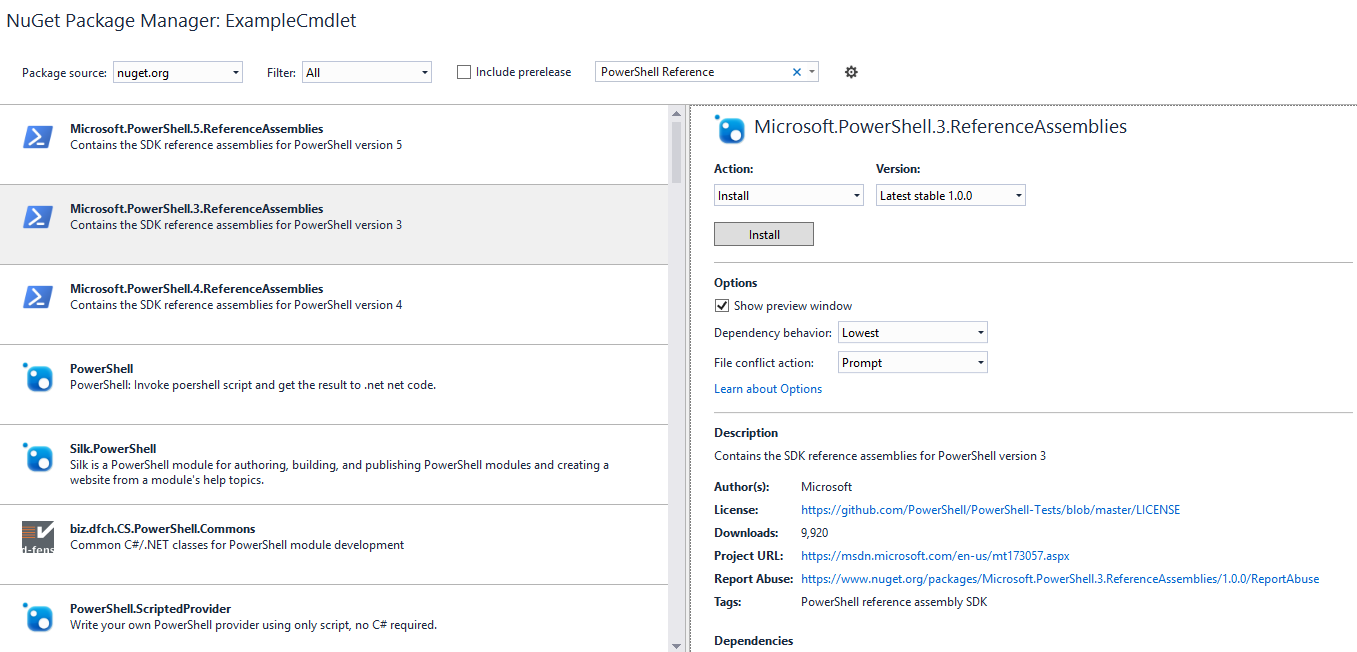 NuGet Package Manager: ExampleCmdlet
Package source: nuget.org Filter: All Include prerelease PowerShell Reference
Microsoft.PowerShell.5.ReferenceAssemblies
Contains the SDK reference assemblies for PowerShell version 5
Microsoft.PowerShell.3.ReferenceAssemblies
Contains the SDK reference assemblies for PowerShell version 3
Microsoft.PowerShell.4.ReferenceAssemblies
Contains the SDK reference assemblies for PowerShell version 4
PowerShell
PowerShell: Invoke poershell script and get the result to .net net code.
Silk.PowerShell
Silk is a PowerShell module for authoring, building, and publishing PowerShell modules and creating a
website from a module's help topics.
d-fens
biz.dfch.CS.PowerShell.Commons
Common C#/.NET classes for PowerShell module development
PowerShell.ScriptedProvider
Write your own PowerShell provider using only script, no C# required.
Microsoft.PowerShell.3.ReferenceAssemblies
Action: Version:
Install Latest stable 1.0.0
Install
Options
Show preview window
Dependency behavior: Lowest
File conflict action: Prompt
Learn about Options
Description
Contains the SDK reference assemblies for PowerShell version 3
Author(s): Microsoft
License: https://github.com/PowerShell/PowerShell-Tests/blob/master/LICENSE
Downloads: 9,920
Project URL: https://msdn.microsoft.com/en-us/mt173057.aspx
Report Abuse: https://www.nuget.org/packages/Microsoft.PowerShell.3.ReferenceAssemblies/1.0.0/ReportAbuse
Tags: PowerShell reference assembly SDK
Dependencies